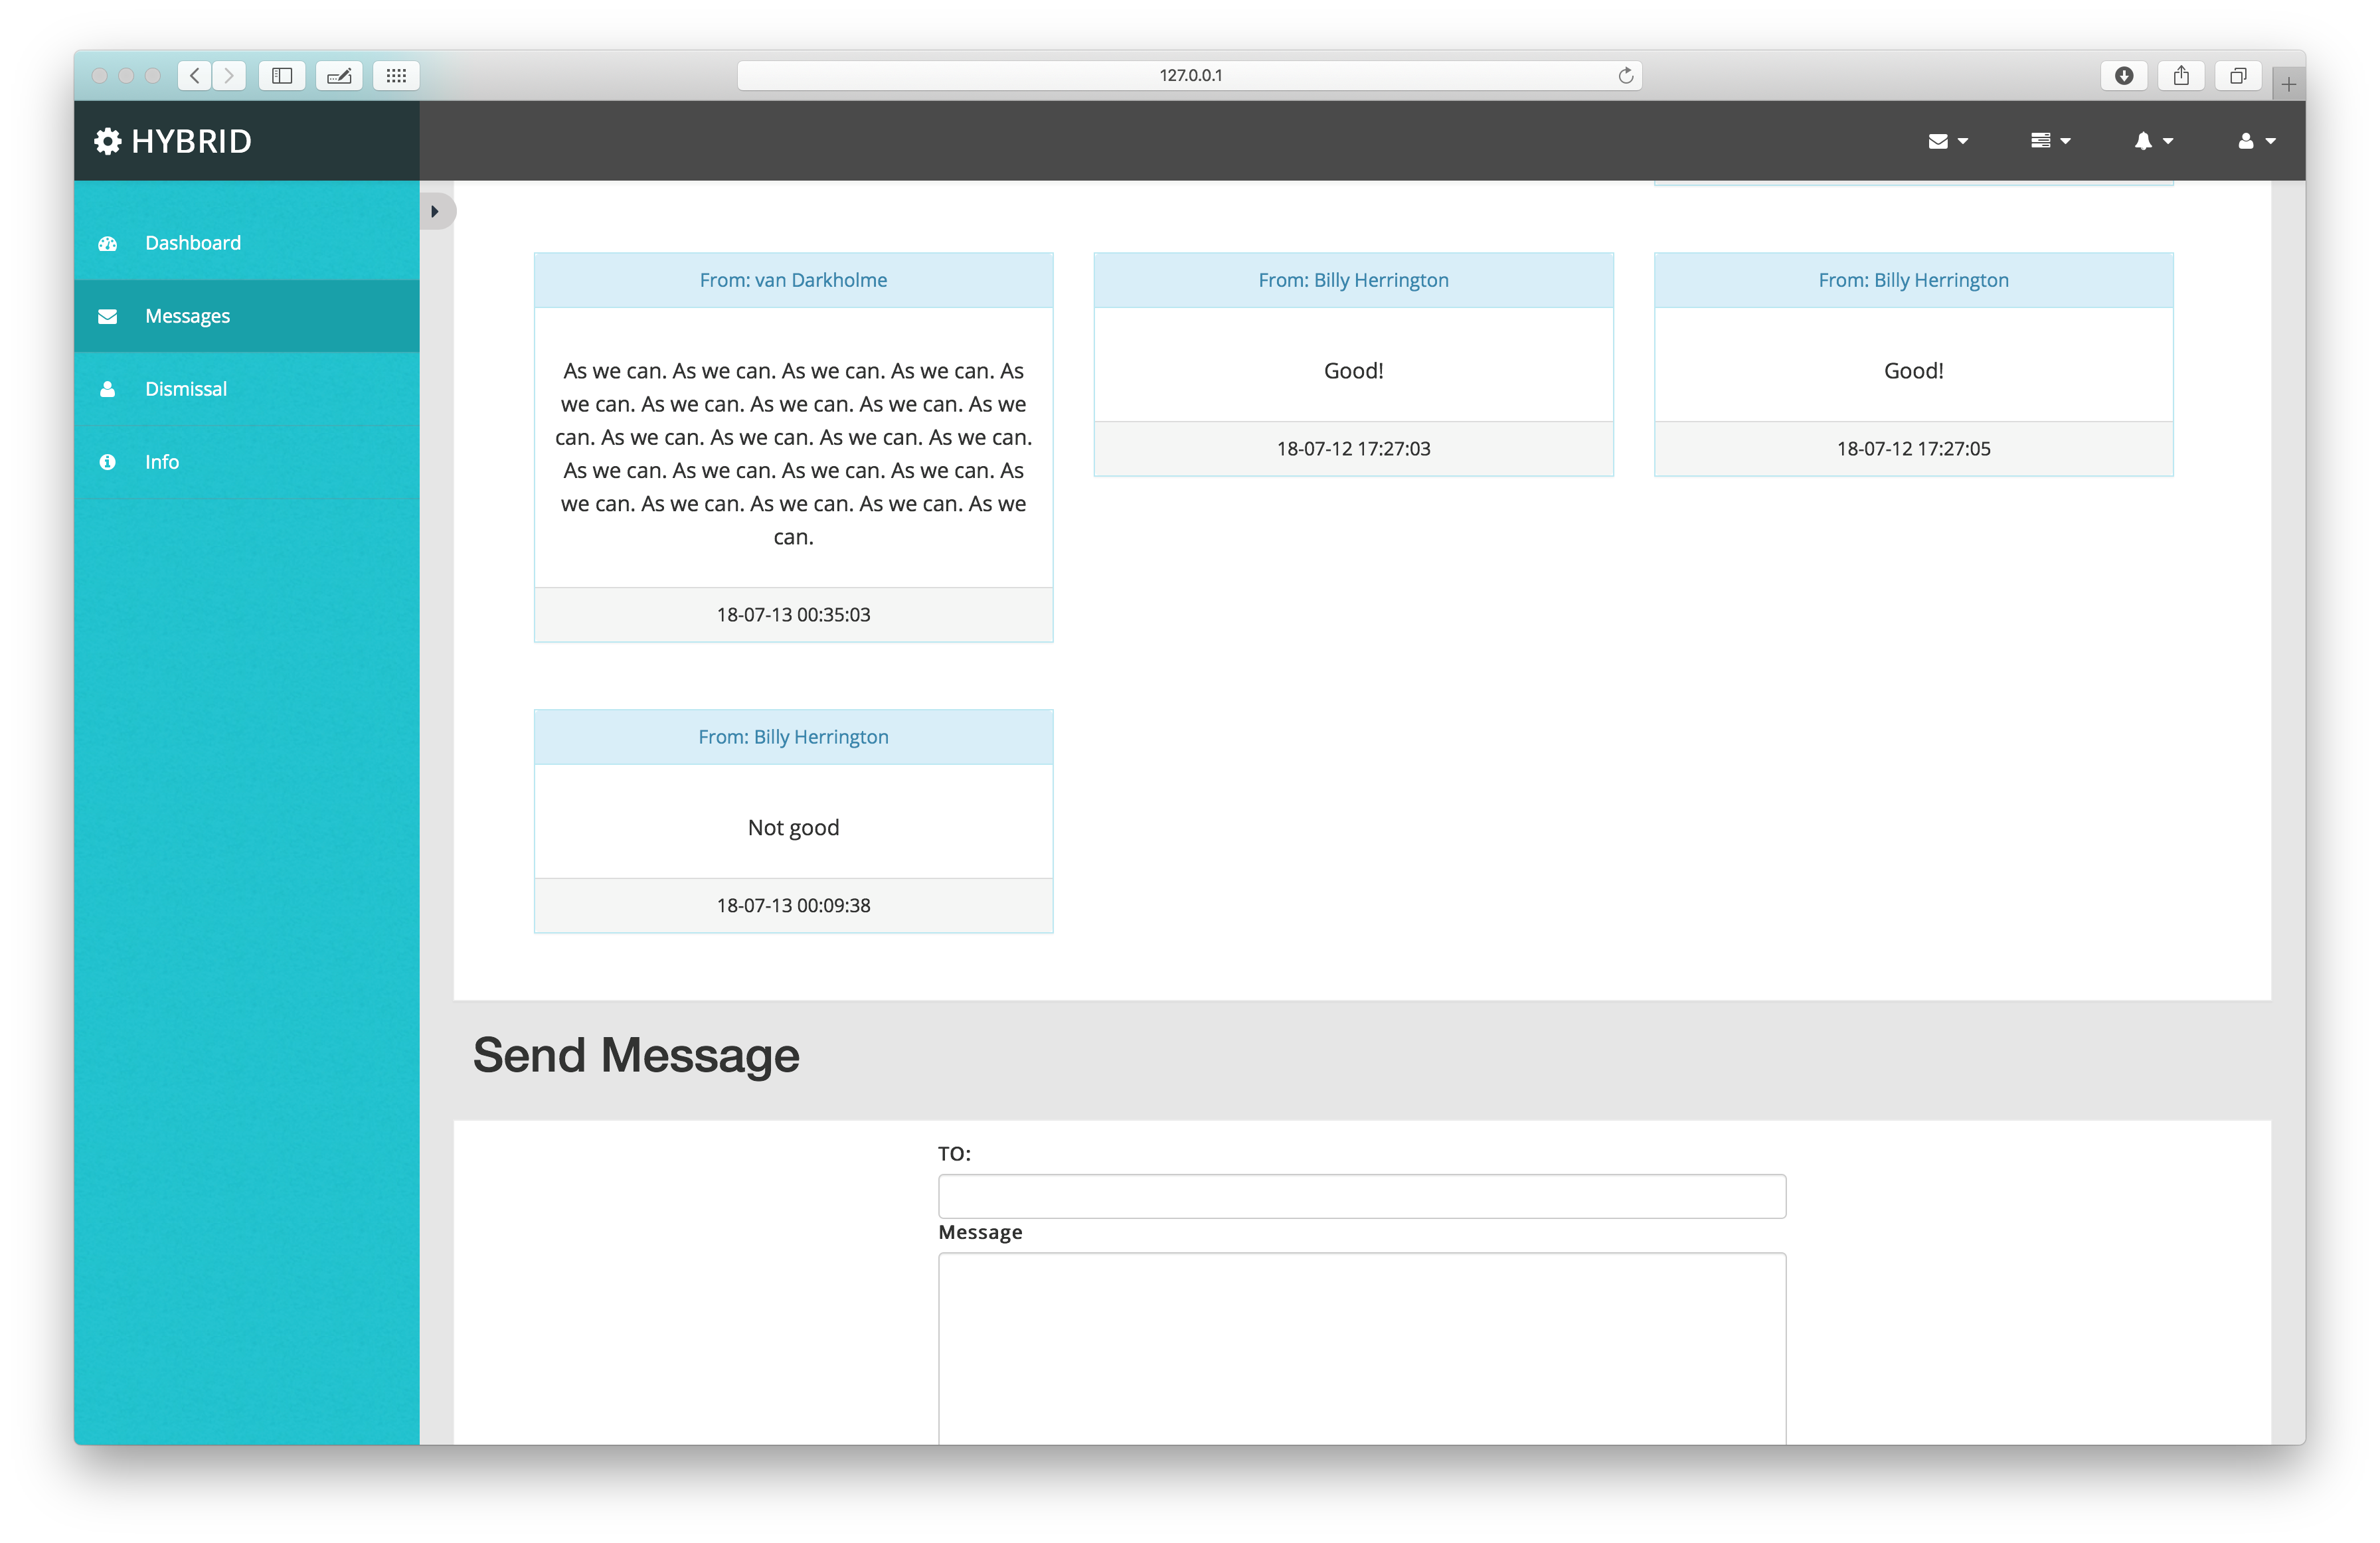 127.0.0.1
HYBRID
Dashboard
Messages
Dismissal
Info
From: van Darkholme
As we can. As we can. As we can. As we can. As
we can. As we can. As we can. As we can. As we
can. As we can. As we can. As we can. As we can.
As we can. As we can. As we can. As we can. As
we can. As we can. As we can. As we can. As we
can.
18-07-13 00:35:03
From: Billy Herrington
Good!
18-07-12 17:27:03
From: Billy Herrington
Good!
18-07-12 17:27:05
From: Billy Herrington
Not good
18-07-13 00:09:38
Send Message
TO:
Message